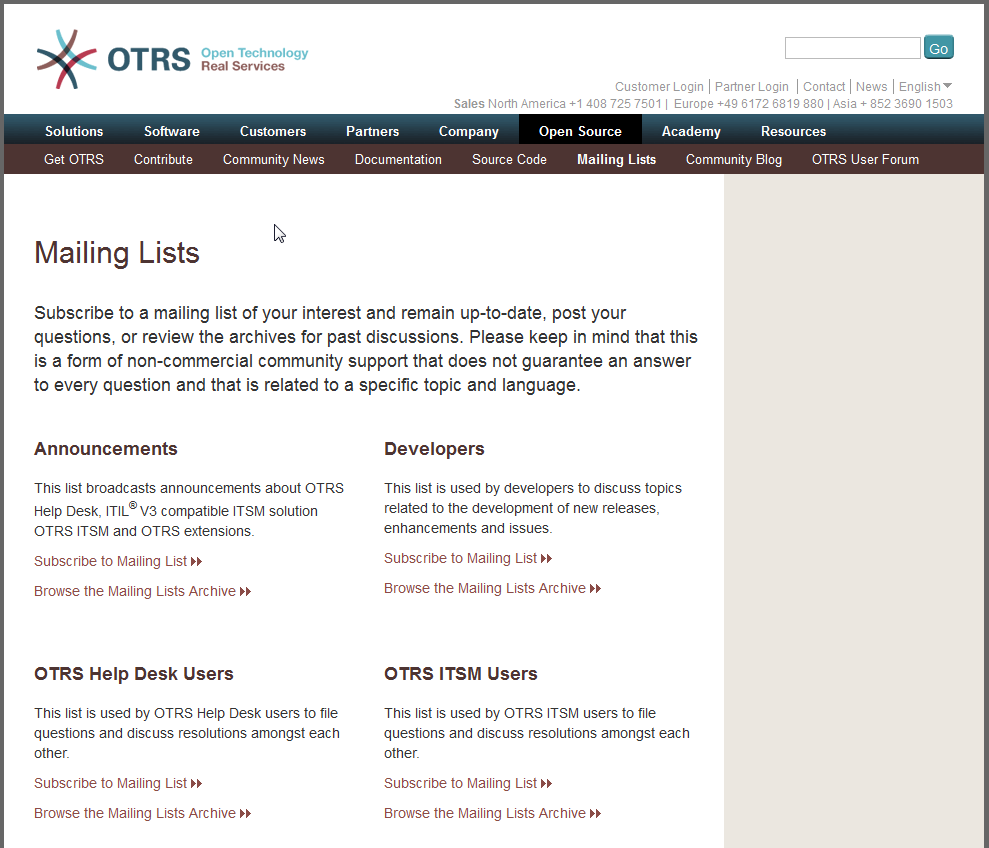 OTRS Open Technology
Real Services
Go
Customer Login | Partner Login | Contact | News | English
Sales North America +1 408 725 7501 | Europe +49 6172 6819 880 | Asia + 852 3690 1503
Solutions Software Customers Partners Company Open Source Academy Resources
Get OTRS Contribute Community News Documentation Source Code Mailing Lists Community Blog OTRS User Forum
Mailing Lists
Subscribe to a mailing list of your interest and remain up-to-date, post your
questions, or review the archives for past discussions. Please keep in mind that this
is a form of non-commercial community support that does not guarantee an answer
to every question and that is related to a specific topic and language.
Announcements
This list broadcasts announcements about OTRS
Help Desk, ITIL® V3 compatible ITSM solution
OTRS ITSM and OTRS extensions.
Subscribe to Mailing List
Browse the Mailing Lists Archive
Developers
This list is used by developers to discuss topics
related to the development of new releases,
enhancements and issues.
Subscribe to Mailing List
Browse the Mailing Lists Archive
OTRS Help Desk Users
This list is used by OTRS Help Desk users to file
questions and discuss resolutions amongst each
other.
Subscribe to Mailing List
Browse the Mailing Lists Archive
OTRS ITSM Users
This list is used by OTRS ITSM users to file
questions and discuss resolutions amongst each
other.
Subscribe to Mailing List
Browse the Mailing Lists Archive